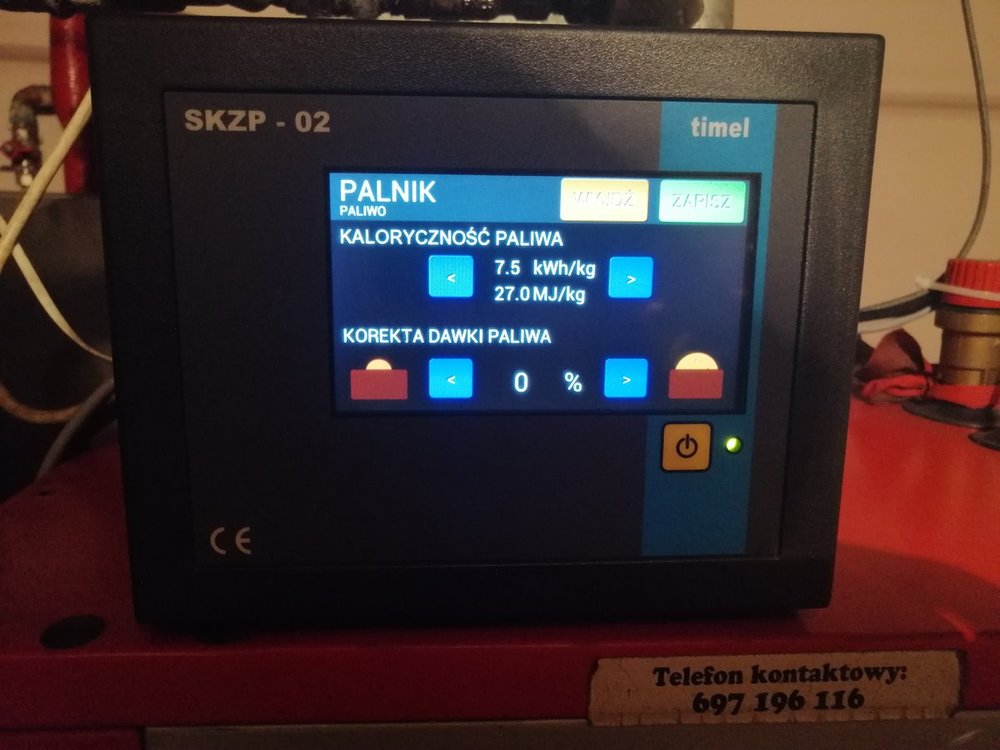 SKZP - 02
timel
PALNIK
PALIWO
WYJDŹ
ZAPISZ
KALORYCZNOŚĆ PALIWA
< 7.5 kWh/kg >
27.0 MJ/kg
KOREKTA DAWKI PALIWA
< 0 % >
CE
Telefon kontaktowy:
697 196 116